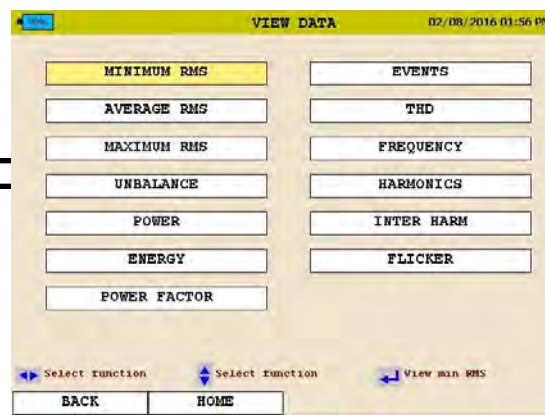 VIEW DATA 02/08/2016 01:56 PM
MINIMUM RMS EVENTS
AVERAGE RMS THD
MAXIMUM RMS FREQUENCY
UNBALANCE HARMONICS
POWER INTER HARM
ENERGY FLICKER
POWER FACTOR
Select function Select function View min RMS
BACK HOME